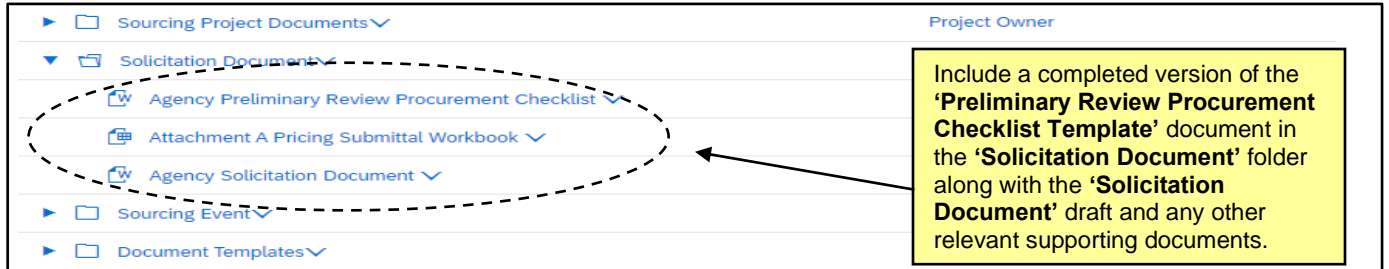 Sourcing Project Documents
Project Owner
Solicitation Document
Agency Preliminary Review Procurement Checklist
Attachment A Pricing Submittal Workbook
Agency Solicitation Document
Sourcing Event
Document Templates
Include a completed version of the
‘Preliminary Review Procurement
Checklist Template’ document in
the ‘Solicitation Document’ folder
along with the ‘Solicitation
Document’ draft and any other
relevant supporting documents.